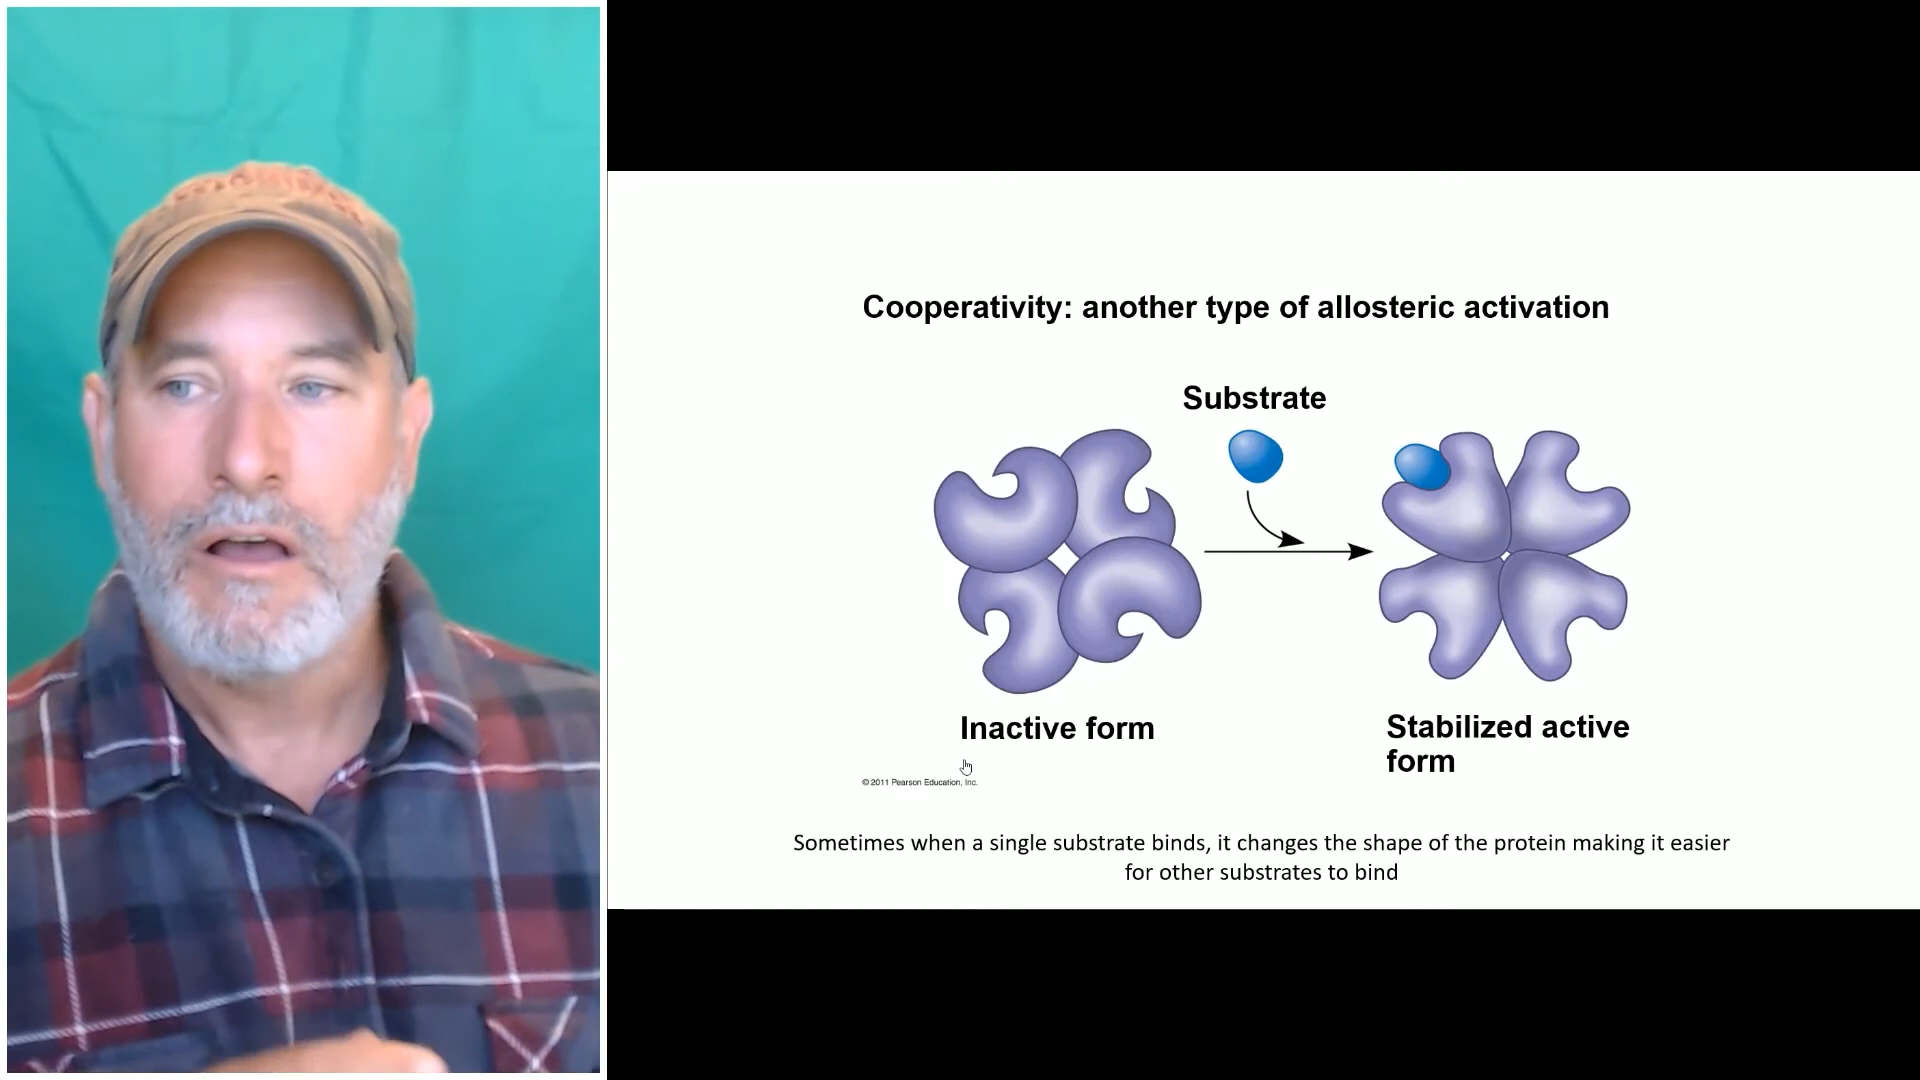 Cooperativity: another type of allosteric activation
Substrate
Inactive form
Stabilized active
form
© 2011 Pearson Education, Inc.
Sometimes when a single substrate binds, it changes the shape of the protein making it easier
for other substrates to bind